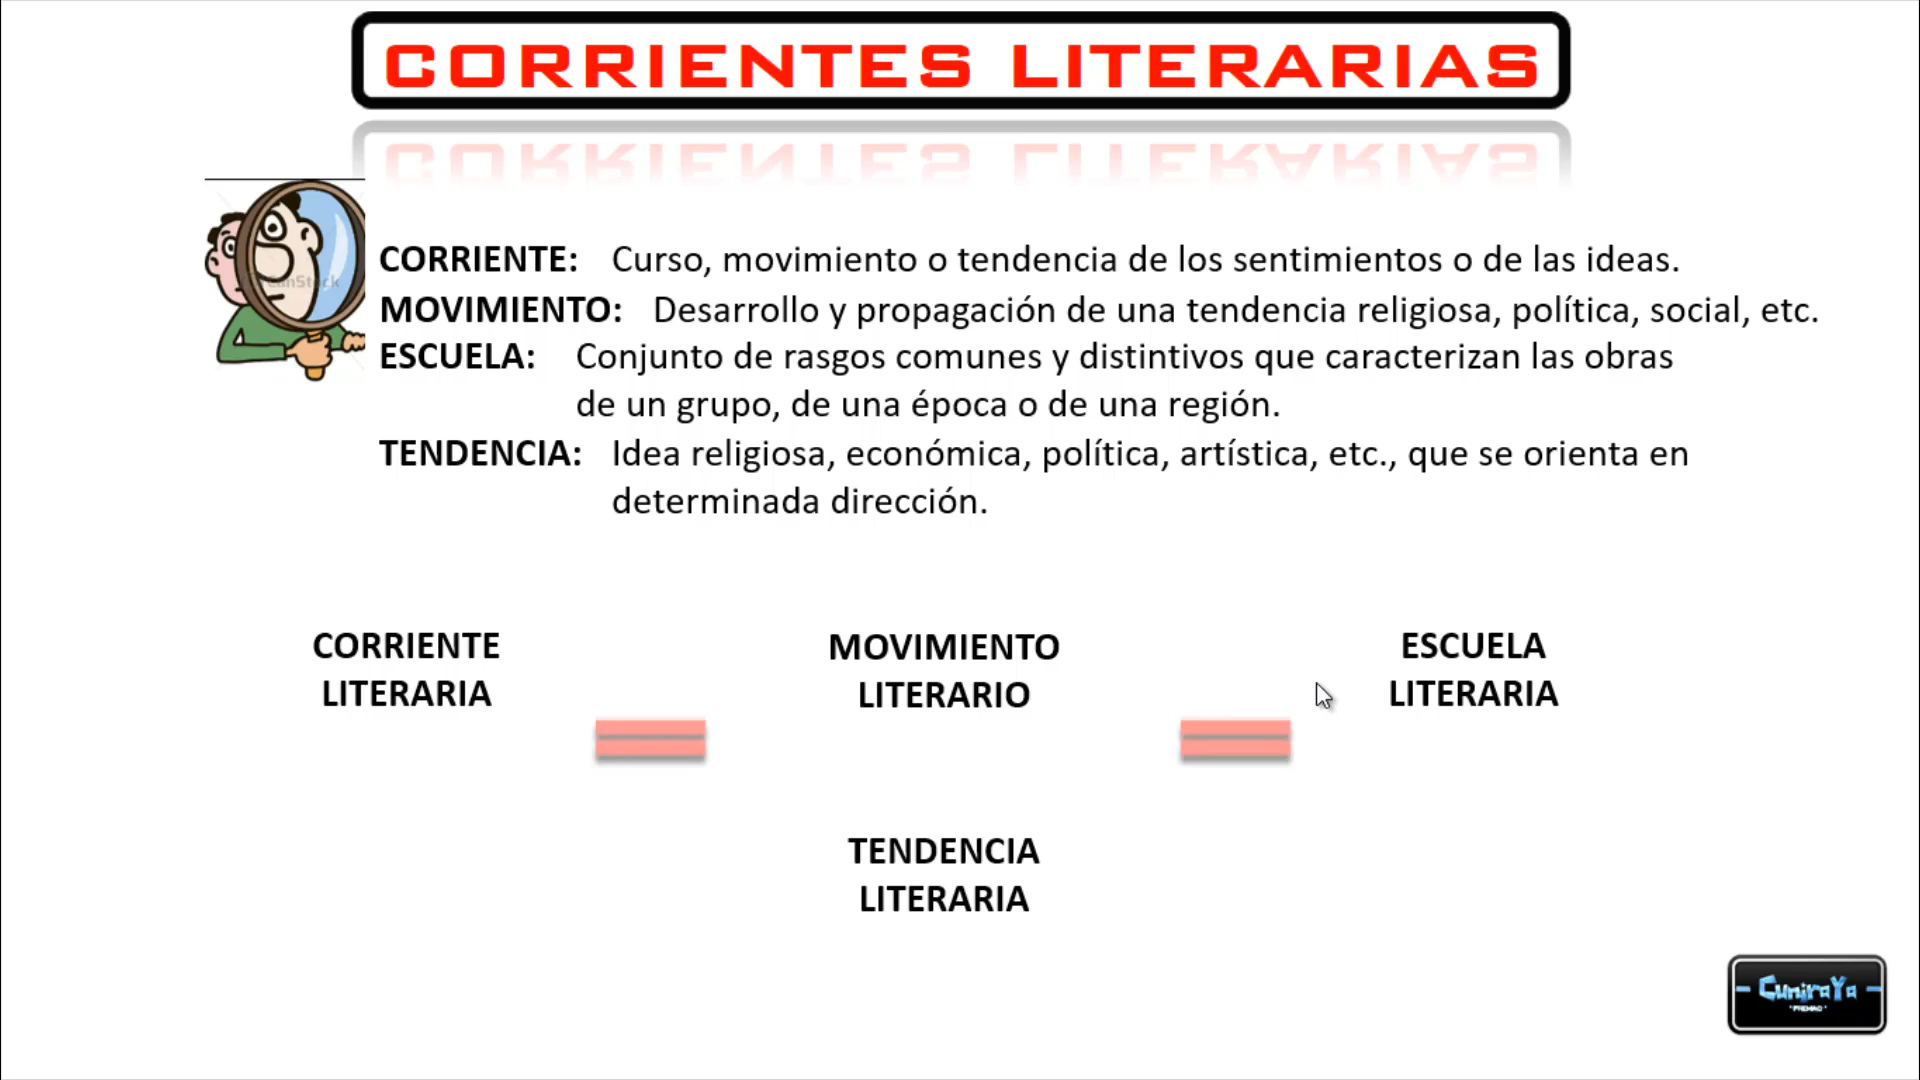 CORRIENTES LITERARIAS
CORRIENTE: Curso, movimiento o tendencia de los sentimientos o de las ideas.
MOVIMIENTO: Desarrollo y propagación de una tendencia religiosa, política, social, etc.
ESCUELA: Conjunto de rasgos comunes y distintivos que caracterizan las obras
de un grupo, de una época o de una región.
TENDENCIA: Idea religiosa, económica, política, artística, etc., que se orienta en
determinada dirección.
CORRIENTE
LITERARIA
MOVIMIENTO
LITERARIO
ESCUELA
LITERARIA
TENDENCIA
LITERARIA
CuniraYa